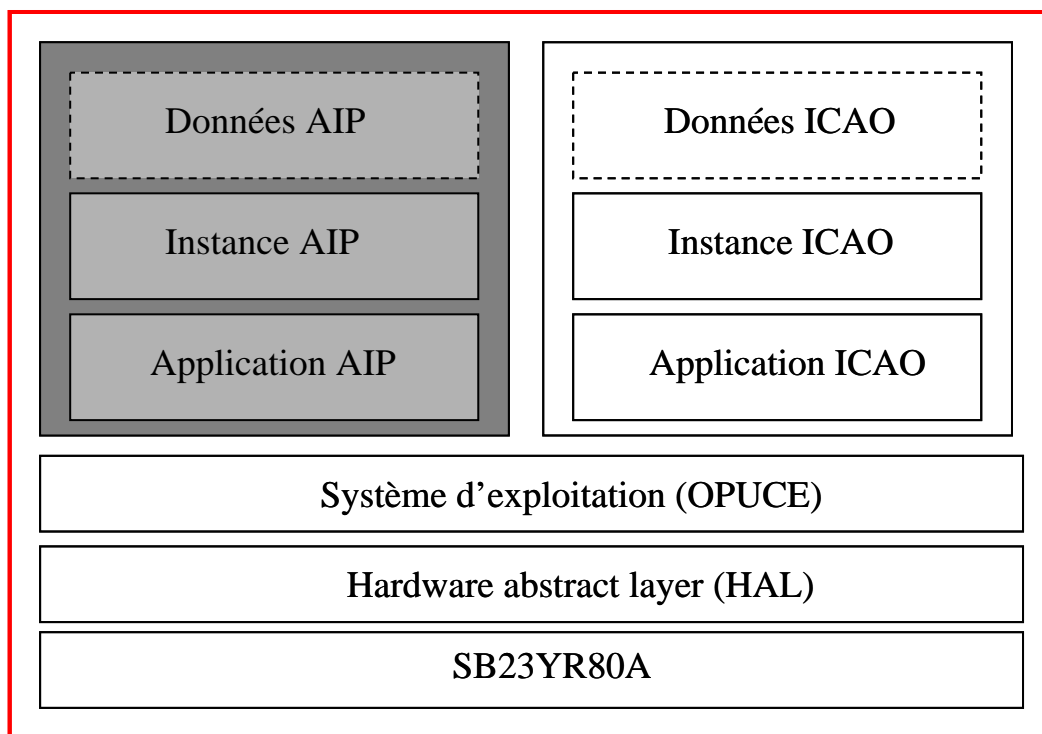 Données AIP
Instance AIP
Application AIP
Données ICAO
Instance ICAO
Application ICAO
Système d’exploitation (OPUCE)
Hardware abstract layer (HAL)
SB23YR80A